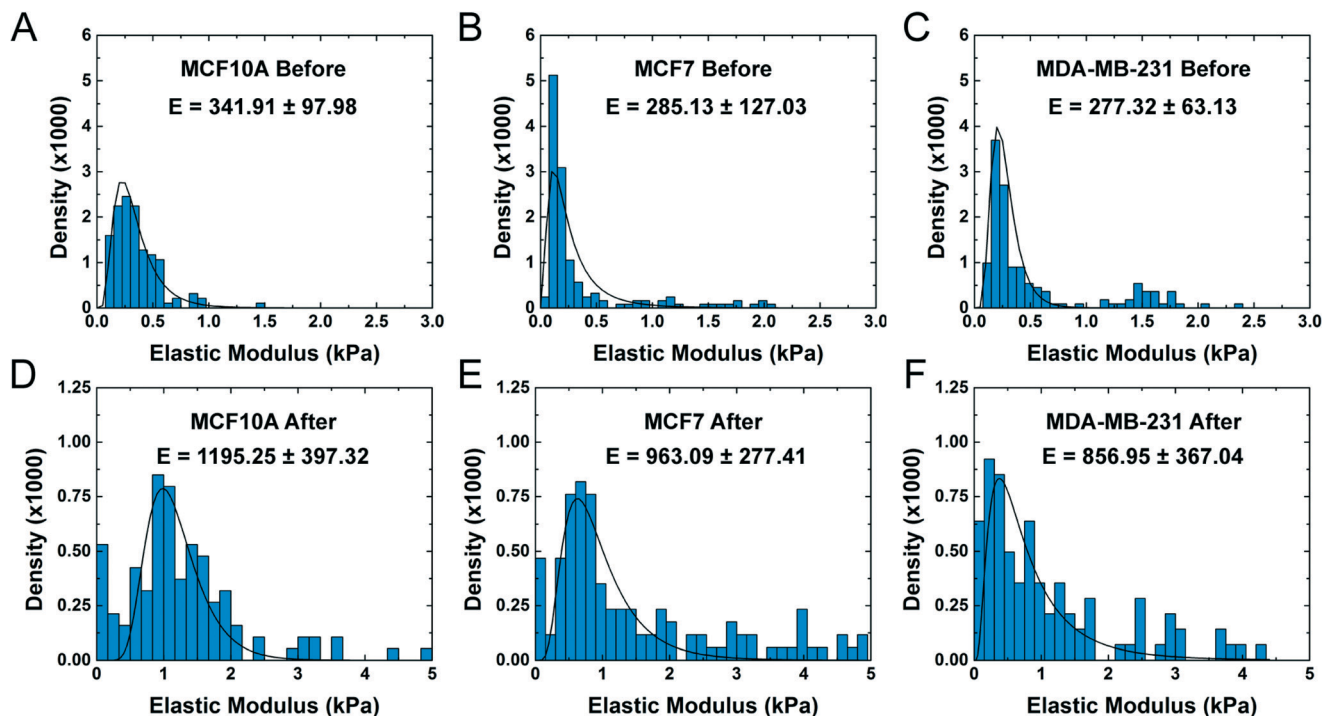 A
MCF10A Before
E = 341.91 ± 97.98
Density (x1000)
6
5
4
3
2
1
0
0.0 0.5 1.0 1.5 2.0 2.5 3.0
Elastic Modulus (kPa)
B
MCF7 Before
E = 285.13 ± 127.03
Density (x1000)
6
5
4
3
2
1
0
0.0 0.5 1.0 1.5 2.0 2.5 3.0
Elastic Modulus (kPa)
C
MDA-MB-231 Before
E = 277.32 ± 63.13
Density (x1000)
6
5
4
3
2
1
0
0.0 0.5 1.0 1.5 2.0 2.5 3.0
Elastic Modulus (kPa)
D
MCF10A After
E = 1195.25 ± 397.32
Density (x1000)
1.25
1.00
0.75
0.50
0.25
0.00
0 1 2 3 4 5
Elastic Modulus (kPa)
E
MCF7 After
E = 963.09 ± 277.41
Density (x1000)
1.25
1.00
0.75
0.50
0.25
0.00
0 1 2 3 4 5
Elastic Modulus (kPa)
F
MDA-MB-231 After
E = 856.95 ± 367.04
Density (x1000)
1.25
1.00
0.75
0.50
0.25
0.00
0 1 2 3 4 5
Elastic Modulus (kPa)